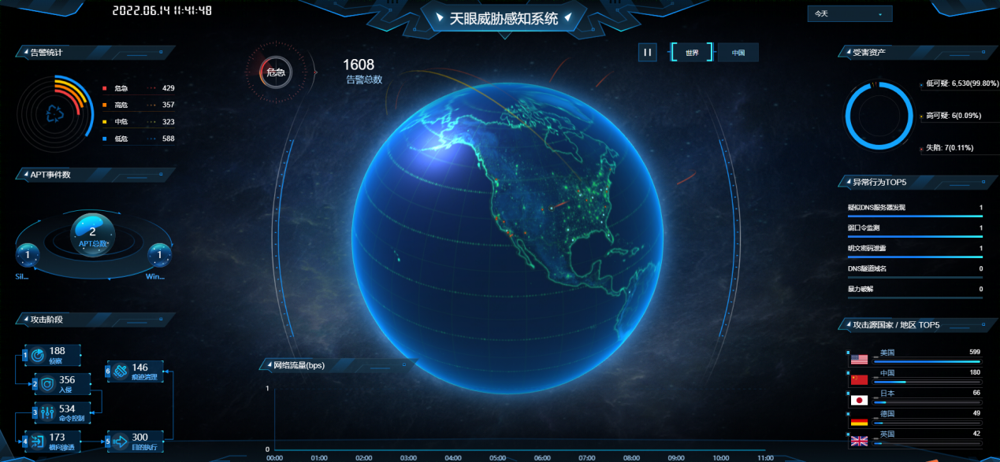 2022.06.14 11:41:48
天眼威胁感知系统
今天
告警统计
危急 429
高危 357
中危 323
低危 588
危急
1608
告警总数
世界
中国
受害资产
低可疑: 6,530(99.80%)
高可疑: 6(0.09%)
失陷: 7(0.11%)
APT事件数
2
APT总数
1
1
Sil...
Win...
异常行为TOP5
疑似DNS服务器发现 1
弱口令监测 1
明文密码泄露 1
DNS隧道域名 0
暴力破解 0
攻击阶段
1 188
侦察
2 356
入侵
3 534
命令控制
4 173
横向渗透
5 300
目的执行
6 146
痕迹清理
网络流量(bps)
1
0
00:00 01:00 02:00 03:00 04:00 05:00 06:00 07:00 08:00 09:00 10:00 11:00
攻击源国家 / 地区 TOP5
美国 599
中国 180
日本 66
德国 49
英国 42